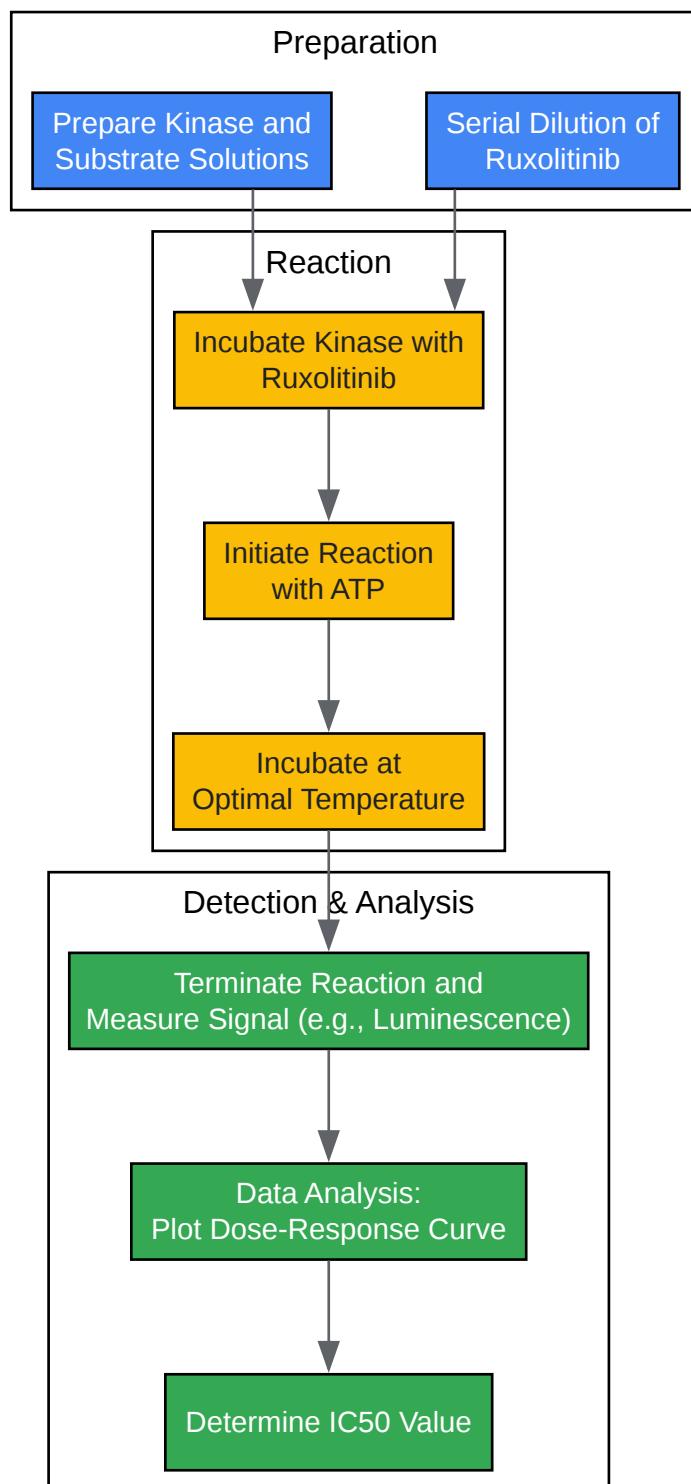 Preparation
Prepare Kinase and
Substrate Solutions
Serial Dilution of
Ruxolitinib
Reaction
Incubate Kinase with
Ruxolitinib
Initiate Reaction
with ATP
Incubate at
Optimal Temperature
Detection & Analysis
Terminate Reaction and
Measure Signal (e.g., Luminescence)
Data Analysis:
Plot Dose-Response Curve
Determine IC50 Value